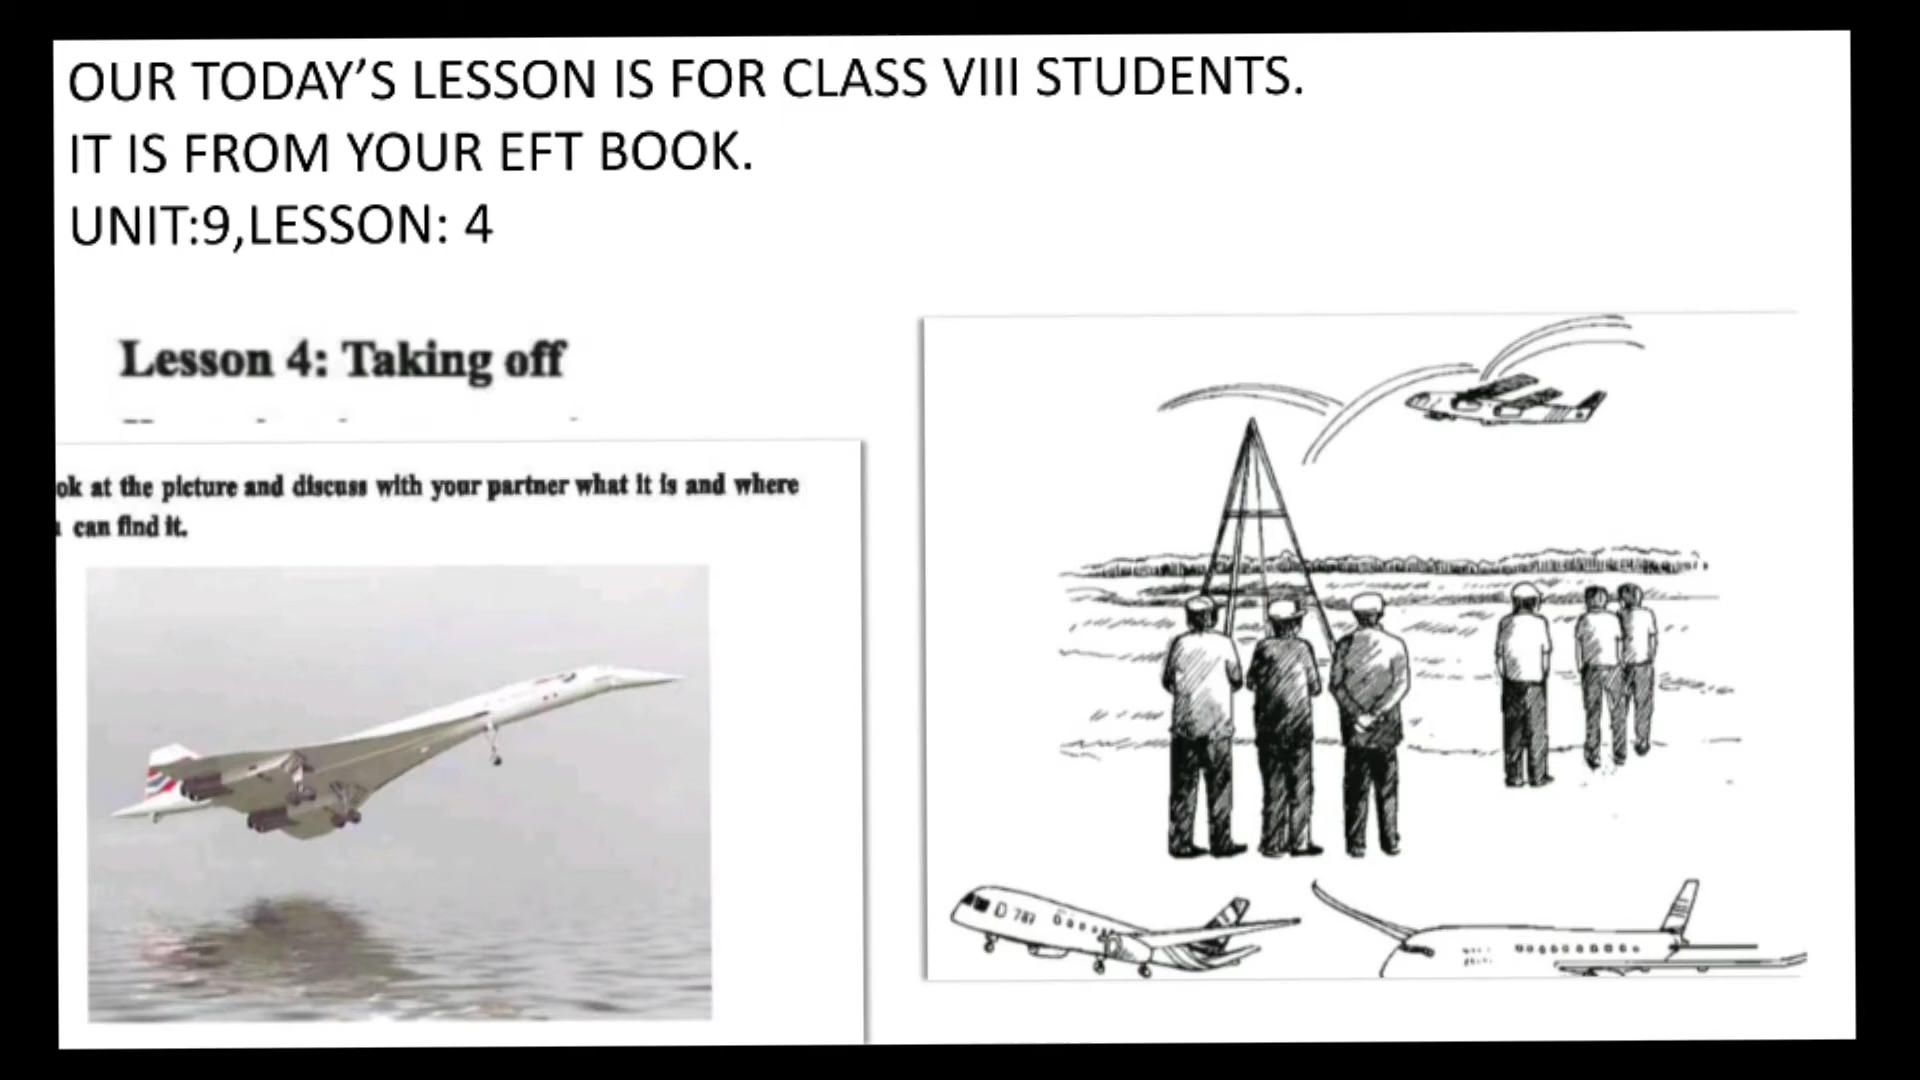 OUR TODAY’S LESSON IS FOR CLASS VIII STUDENTS.
IT IS FROM YOUR EFT BOOK.
UNIT:9,LESSON: 4
Lesson 4: Taking off
ok at the picture and discuss with your partner what it is and where
can find it.
787